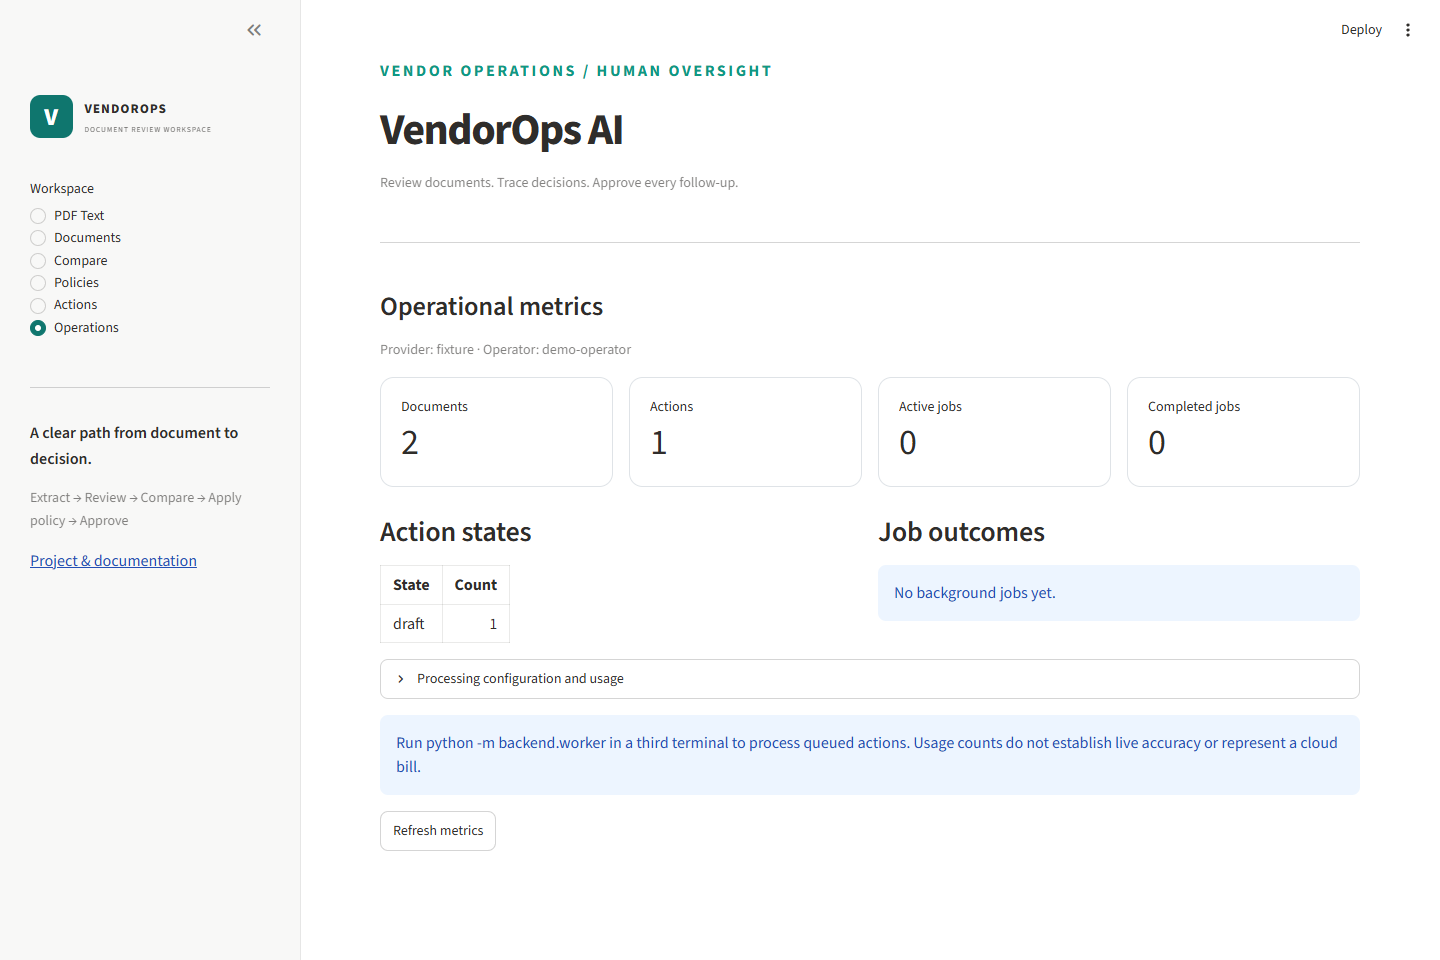 V
VENDOROPS
DOCUMENT REVIEW WORKSPACE
Workspace
PDF Text
Documents
Compare
Policies
Actions
Operations
A clear path from document to
decision.
Extract → Review → Compare → Apply
policy → Approve
Project & documentation
Deploy
VENDOR OPERATIONS / HUMAN OVERSIGHT
VendorOps AI
Review documents. Trace decisions. Approve every follow-up.
Operational metrics
Provider: fixture · Operator: demo-operator
Documents
2
Actions
1
Active jobs
0
Completed jobs
0
Action states
State Count
draft 1
Job outcomes
No background jobs yet.
Processing configuration and usage
Run python -m backend.worker in a third terminal to process queued actions. Usage counts do not establish live accuracy or represent a cloud
bill.
Refresh metrics